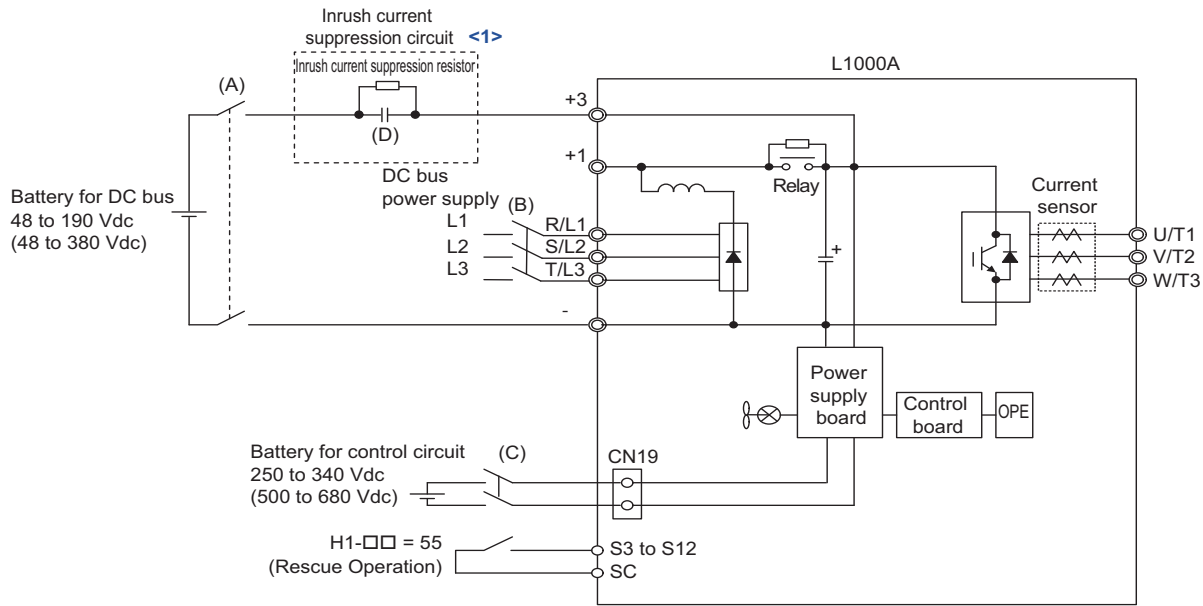 Inrush current
suppression circuit <1>
Inrush current suppression resistor
L1000A
(A)
(D)
+3
+1
Relay
DC bus
power supply
(B)
Battery for DC bus
48 to 190 Vdc
(48 to 380 Vdc)
L1
L2
L3
R/L1
S/L2
T/L3
-
+
Current
sensor
U/T1
V/T2
W/T3
Power
supply
board
Control
board
OPE
Battery for control circuit
250 to 340 Vdc
(500 to 680 Vdc)
(C)
CN19
H1-□□ = 55
(Rescue Operation)
S3 to S12
SC